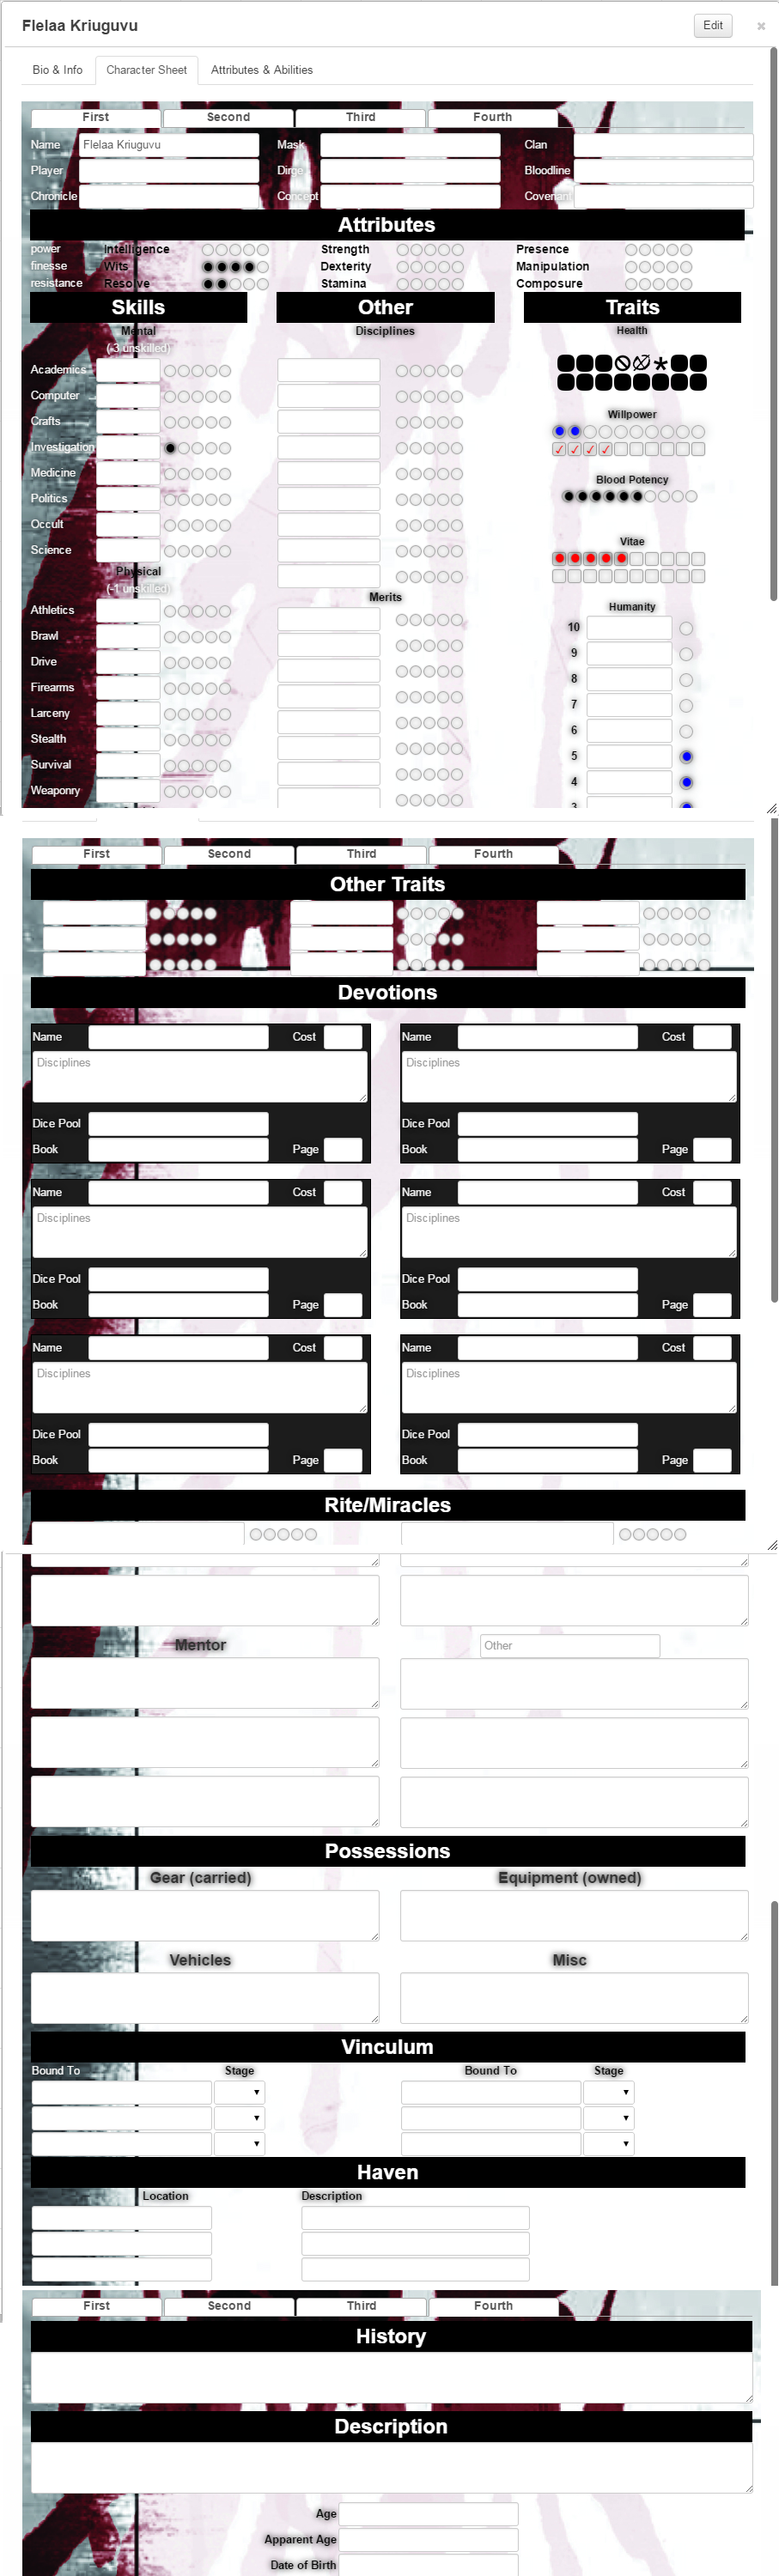 Flelaa Kriuguvu Edit ×
Bio & Info Character Sheet Attributes & Abilities
First Second Third Fourth
Name Flelaa Kriuguvu Mask Clan
Player Dirge Bloodline
Chronicle Concept Covenant
Attributes
power Intelligence Strength Presence
finesse Wits Dexterity Manipulation
resistance Resolve Stamina Composure
Skills Other Traits
Mental Disciplines Health
(-3 unskilled)
Academics
Computer
Crafts Willpower
Investigation
Medicine Blood Potency
Politics
Occult Vitae
Science
Physical
(-1 unskilled) Merits
Athletics Humanity
10
Brawl 9
Drive 8
Firearms 7
Larceny 6
Stealth 5
Survival 4
Weaponry 3
First Second Third Fourth
Other Traits
Devotions
Name Cost Name Cost
Disciplines Disciplines
Dice Pool Dice Pool
Book Page Book Page
Name Cost Name Cost
Disciplines Disciplines
Dice Pool Dice Pool
Book Page Book Page
Name Cost Name Cost
Disciplines Disciplines
Dice Pool Dice Pool
Book Page Book Page
Rite/Miracles
Mentor Other
Possessions
Gear (carried) Equipment (owned)
Vehicles Misc
Vinculum
Bound To Stage Bound To Stage
Haven
Location Description
First Second Third Fourth
History
Description
Age
Apparent Age
Date of Birth